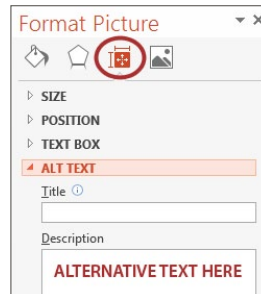 Format Picture
SIZE
POSITION
TEXT BOX
ALT TEXT
Title
Description
ALTERNATIVE TEXT HERE